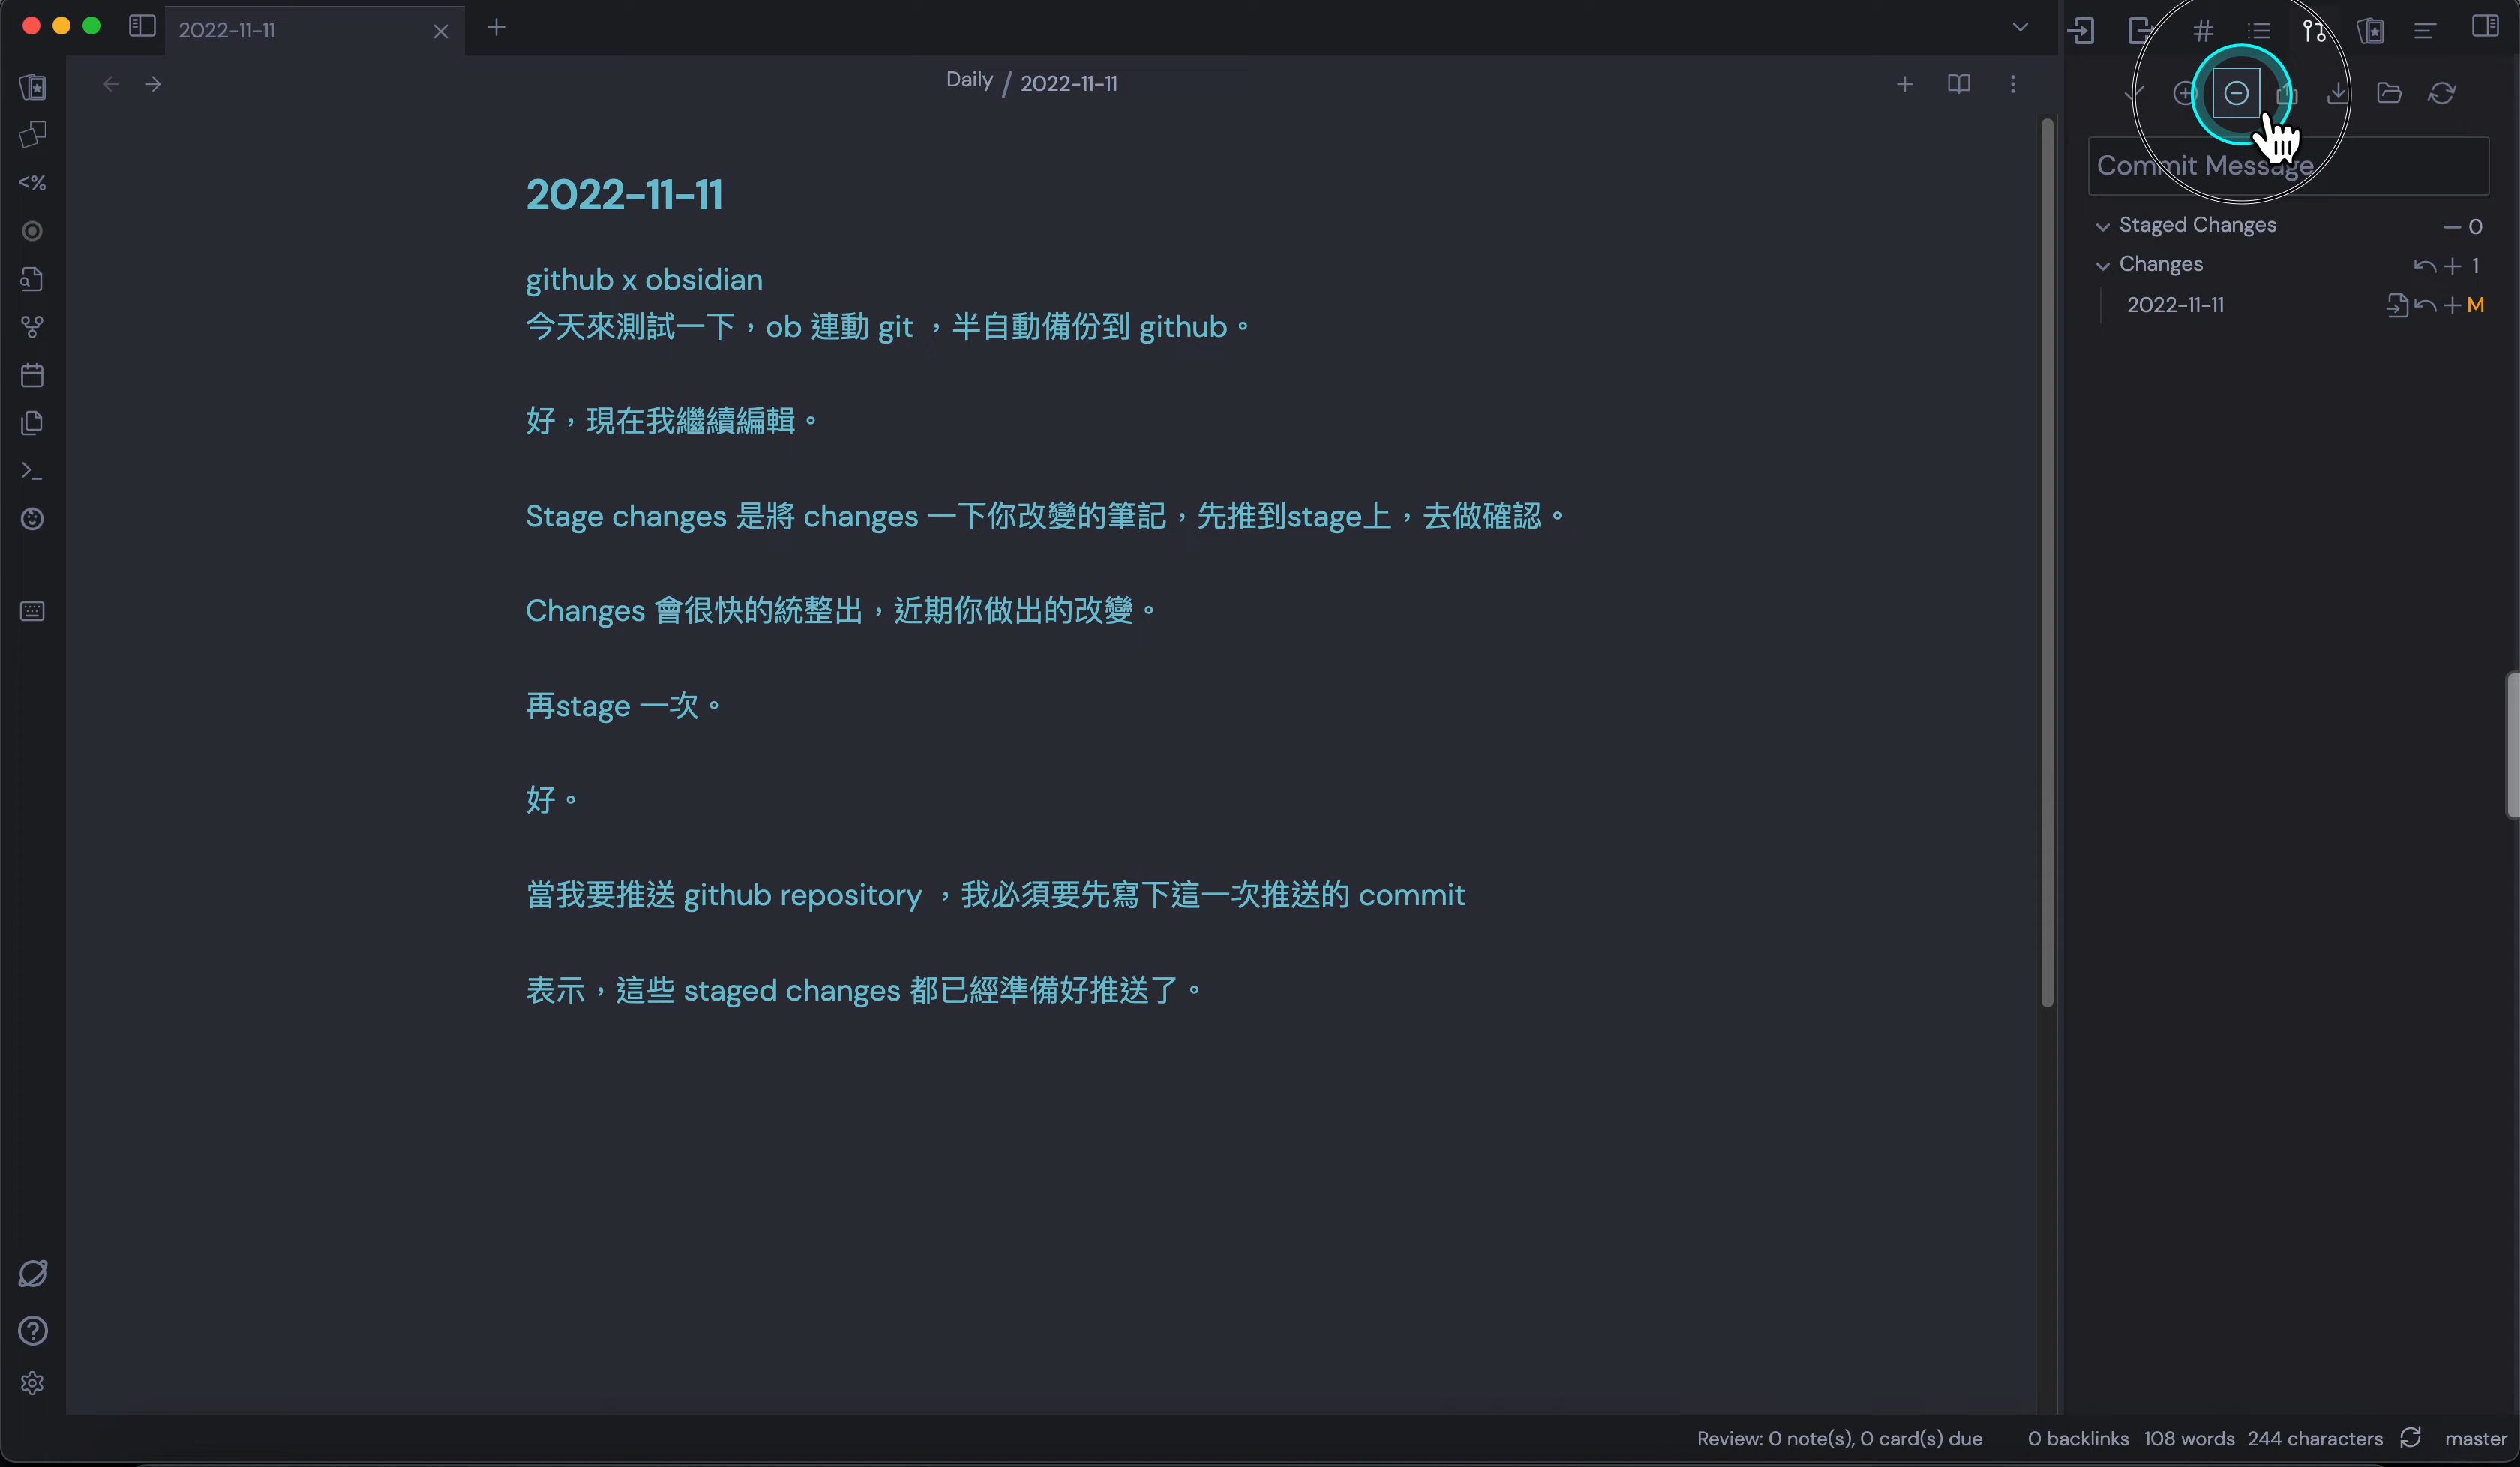 2022-11-11
Daily / 2022-11-11
2022-11-11
github x obsidian
今天來測試一下，ob 連動 git ，半自動備份到 github。
好，現在我繼續編輯。
Stage changes 是將 changes 一下你改變的筆記，先推到stage上，去做確認。
Changes 會很快的統整出，近期你做出的改變。
再stage 一次。
好。
當我要推送 github repository ，我必須要先寫下這一次推送的 commit
表示，這些 staged changes 都已經準備好推送了。
Commit Message
Staged Changes 0
Changes 1
2022-11-11 M
Review: 0 note(s), 0 card(s) due 0 backlinks 108 words 244 characters master